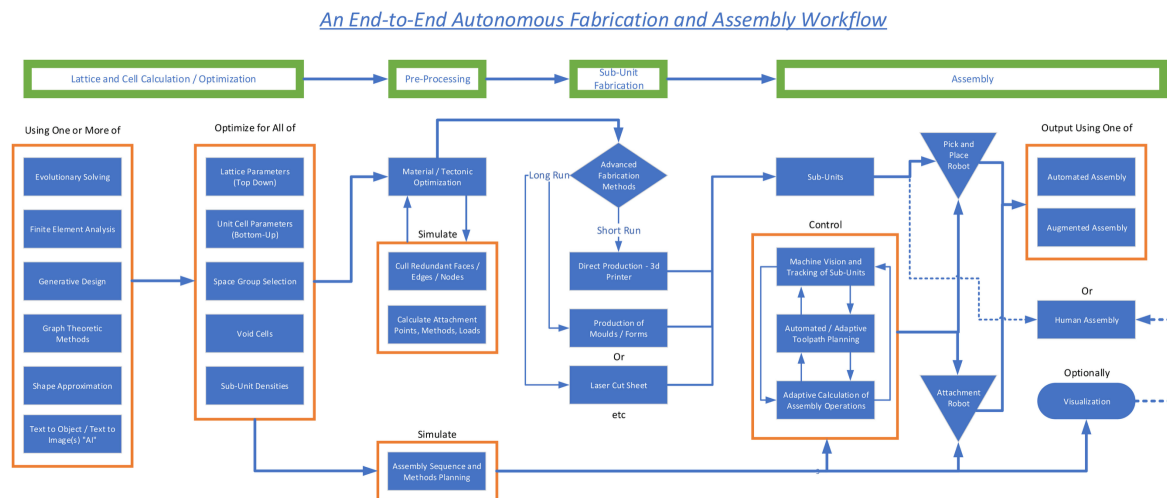 An End-to-End Autonomous Fabrication and Assembly Workflow
Lattice and Cell Calculation / Optimization
Pre-Processing
Sub-Unit
Fabrication
Assembly
Using One or More of
Evolutionary Solving
Finite Element Analysis
Generative Design
Graph Theoretic
Methods
Shape Approximation
Text to Object / Text to
Image(s) "AI"
Optimize for All of
Lattice Parameters
(Top Down)
Unit Cell Parameters
(Bottom-Up)
Space Group Selection
Void Cells
Sub-Unit Densities
Material / Tectonic
Optimization
Simulate
Cull Redundant Faces /
Edges / Nodes
Calculate Attachment
Points, Methods, Loads
Simulate
Assembly Sequence and
Methods Planning
Advanced
Fabrication
Methods
Long Run
Short Run
Direct Production - 3d
Printer
Production of
Moulds / Forms
Or
Laser Cut Sheet
etc
Sub-Units
Control
Machine Vision and
Tracking of Sub-Units
Automated / Adaptive
Toolpath Planning
Adaptive Calculation of
Assembly Operations
Pick and
Place
Robot
Attachment
Robot
Output Using One of
Automated Assembly
Augmented Assembly
Or
Human Assembly
Optionally
Visualization